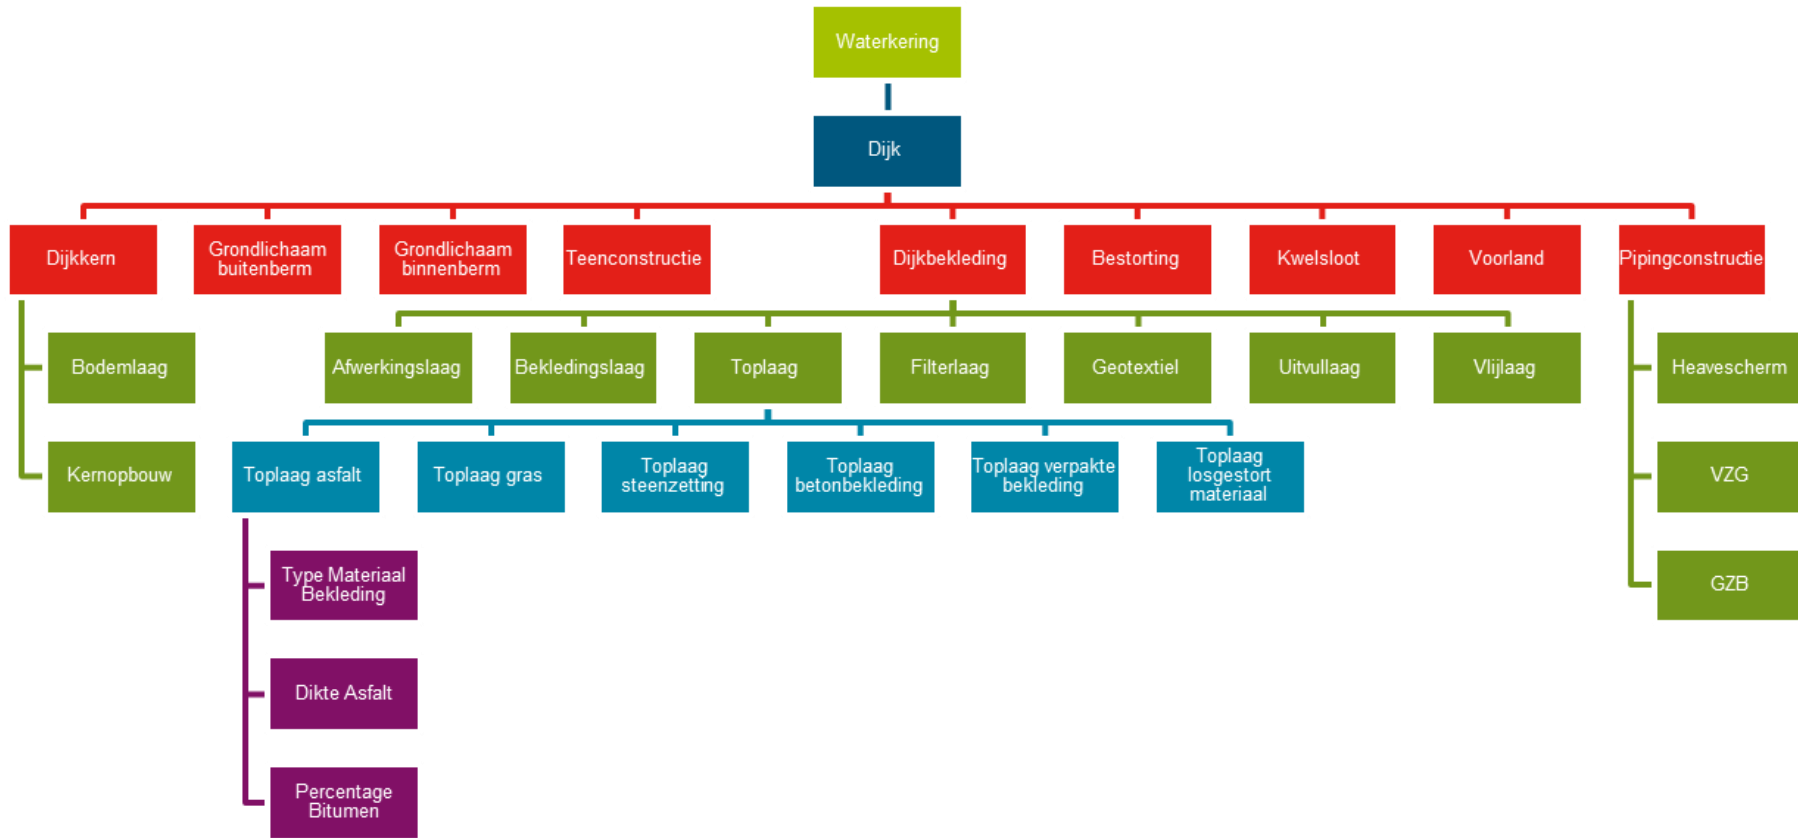 Waterkering
Dijk
Dijkkern
Grondlichaam
buitenberm
Grondlichaam
binnenberm
Teenconstructie
Dijkbekleding
Bestorting
Kwelsloot
Voorland
Pipingconstructie
Bodemlaag
Afwerkingslaag
Bekledingslaag
Toplaag
Filterlaag
Geotextiel
Uitvullaag
Vlijlaag
Heavescherm
Kernopbouw
Toplaag asfalt
Toplaag gras
Toplaag
steenzetting
Toplaag
betonbekleding
Toplaag verpakte
bekleding
Toplaag
losgestort
materiaal
VZG
Type Materiaal
Bekleding
GZB
Dikte Asfalt
Percentage
Bitumen